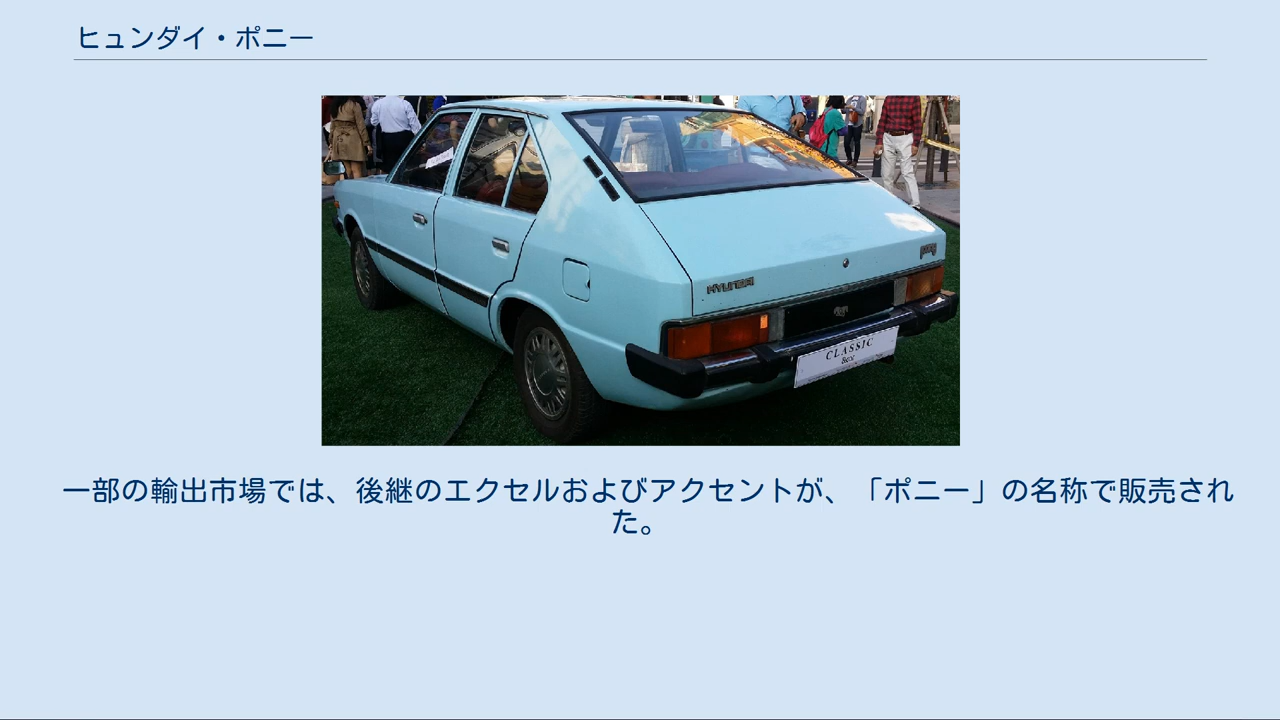 ヒュンダイ・ポニー
HYUNDAI
CLASSIC
一部の輸出市場では、後継のエクセルおよびアクセントが、「ポニー」の名称で販売され
た。